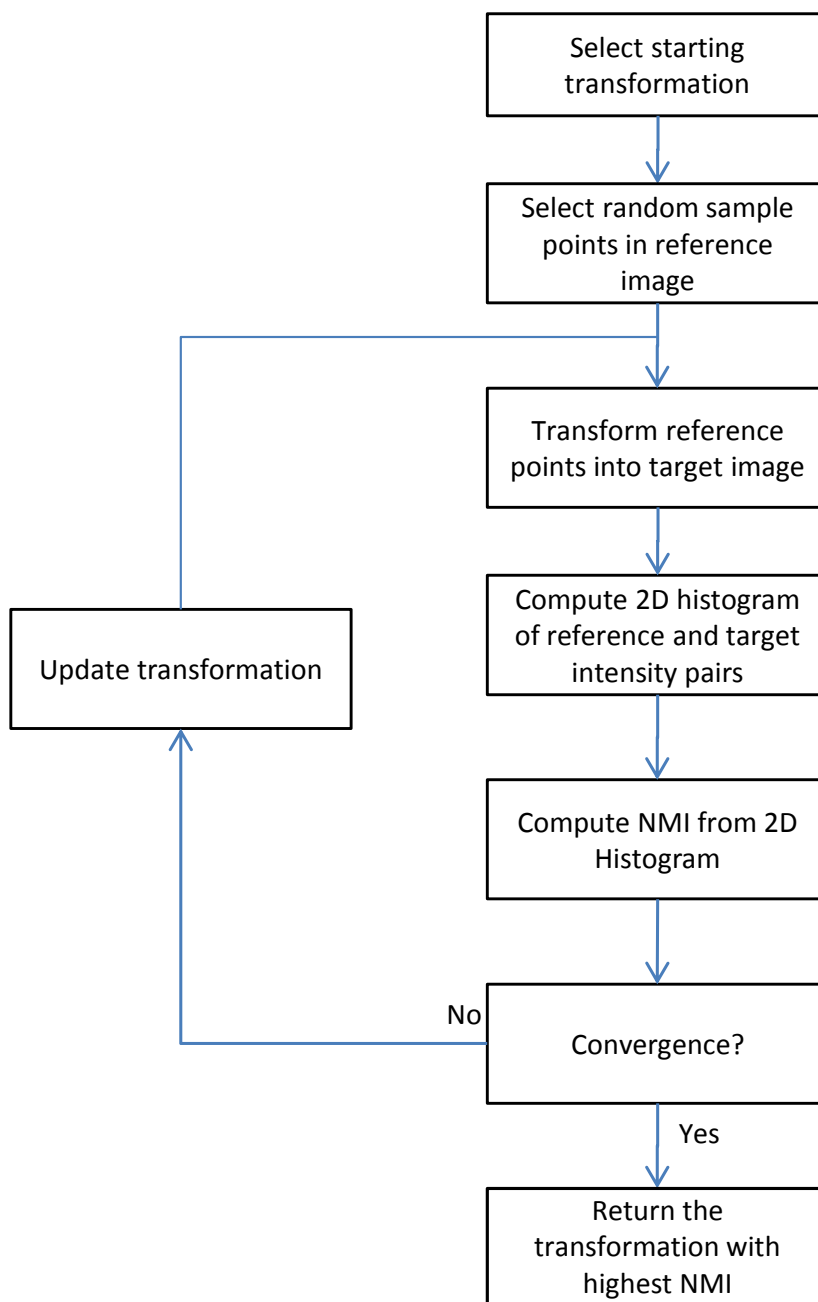 Select starting
transformation
Select random sample
points in reference
image
Transform reference
points into target image
Compute 2D histogram
of reference and target
intensity pairs
Update transformation
Compute NMI from 2D
Histogram
No
Convergence?
Yes
Return the
transformation with
highest NMI